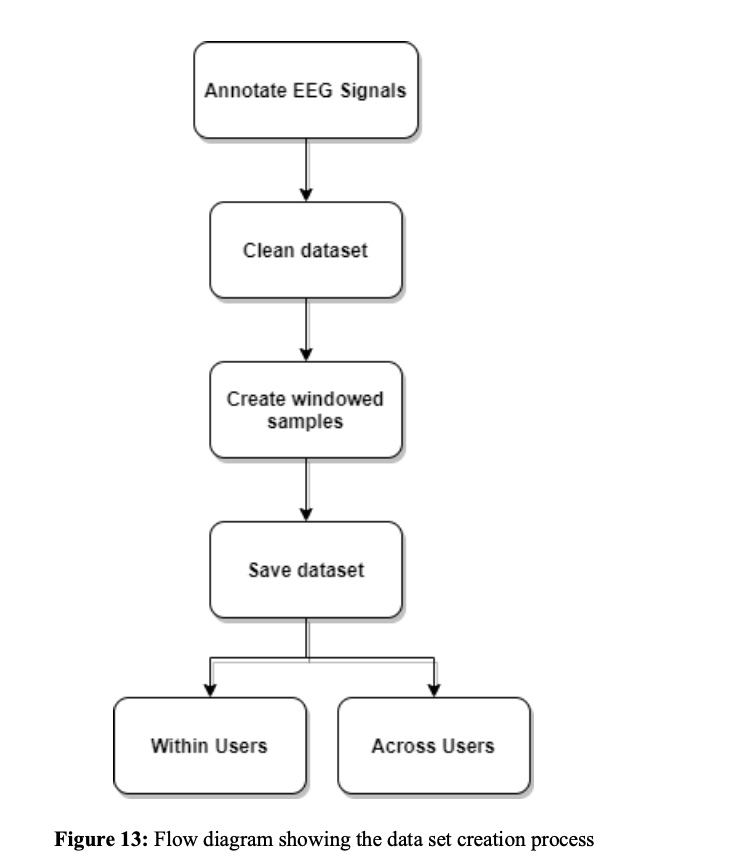 Annotate EEG Signals
Clean dataset
Create windowed
samples
Save dataset
Within Users
Across Users
Figure 13: Flow diagram showing the data set creation process